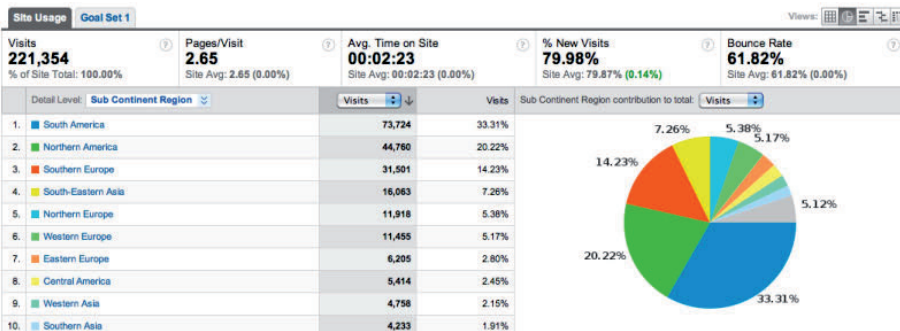 Site Usage Goal Set 1 Views:
Visits Pages/Visit Avg. Time on Site % New Visits Bounce Rate
221,354 2.65 00:02:23 79.98% 61.82%
% of Site Total: 100.00% Site Avg: 2.65 (0.00%) Site Avg: 00:02:23 (0.00%) Site Avg: 79.87% (0.14%) Site Avg: 61.82% (0.00%)
Detail Level: Sub Continent Region Visits Visits Sub Continent Region contribution to total: Visits
1. South America 73,724 33.31%
2. Northern America 44,760 20.22%
3. Southern Europe 31,501 14.23%
4. South-Eastern Asia 16,063 7.26%
5. Northern Europe 11,918 5.38%
6. Western Europe 11,455 5.17%
7. Eastern Europe 6,205 2.80%
8. Central America 5,414 2.45%
9. Western Asia 4,758 2.15%
10. Southern Asia 4,233 1.91%
7.26% 5.38%
5.17%
14.23%
5.12%
20.22%
33.31%